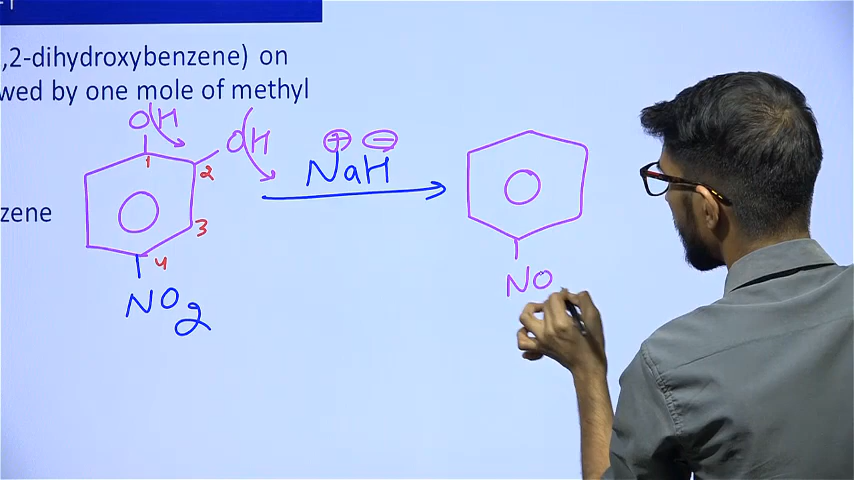 ,2-dihydroxybenzene) on
wed by one mole of methyl
OH
OH
1
2
3
4
NO2
zene
⊕ ⊖
NaH
NO